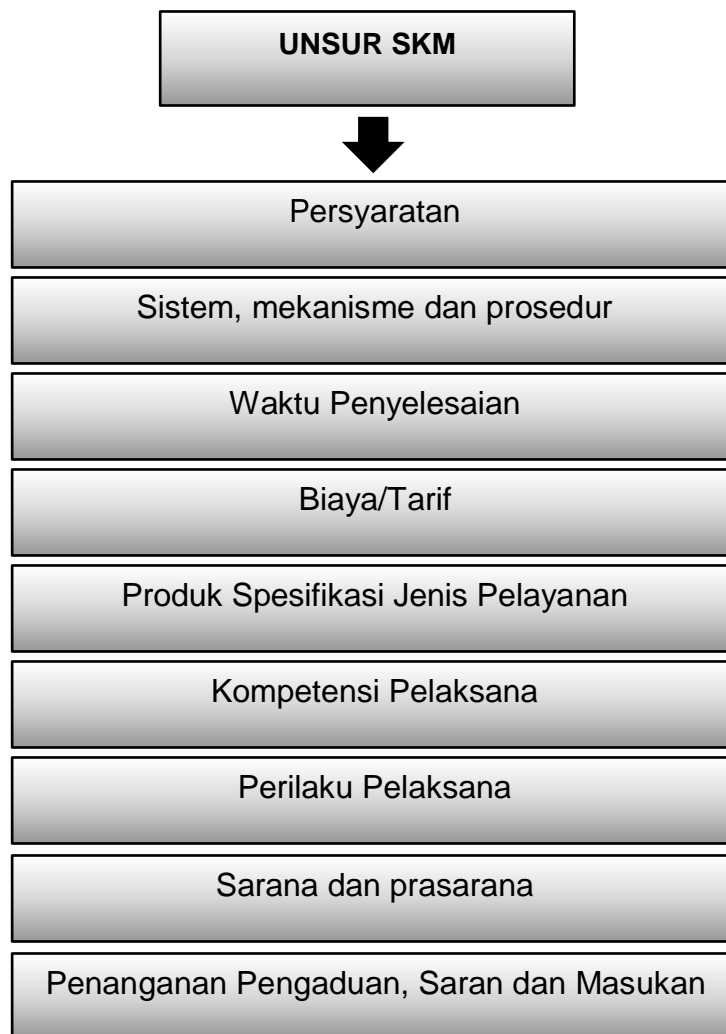 UNSUR SKM
Persyaratan
Sistem, mekanisme dan prosedur
Waktu Penyelesaian
Biaya/Tarif
Produk Spesifikasi Jenis Pelayanan
Kompetensi Pelaksana
Perilaku Pelaksana
Sarana dan prasarana
Penanganan Pengaduan, Saran dan Masukan